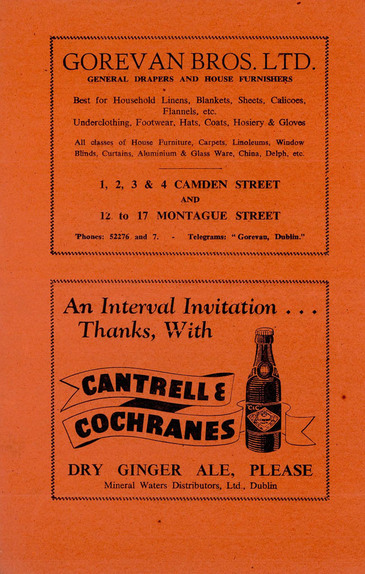 GOREVAN BROS. LTD.
GENERAL DRAPERS AND HOUSE FURNISHERS
Best for Household Linens, Blankets, Sheets, Calicoes,
Flannels, etc.
Underclothing, Footwear, Hats, Coats, Hosiery & Gloves
All classes of House Furniture, Carpets, Linoleums, Window
Blinds, Curtains, Aluminium & Glass Ware, China, Delph, etc.
1, 2, 3 & 4 CAMDEN STREET
AND
12 to 17 MONTAGUE STREET
'Phones: 52276 and 7. - Telegrams: "Gorevan, Dublin."
An Interval Invitation . . .
Thanks, With
CANTRELL &
COCHRANES
DRY GINGER ALE, PLEASE
Mineral Waters Distributors, Ltd., Dublin